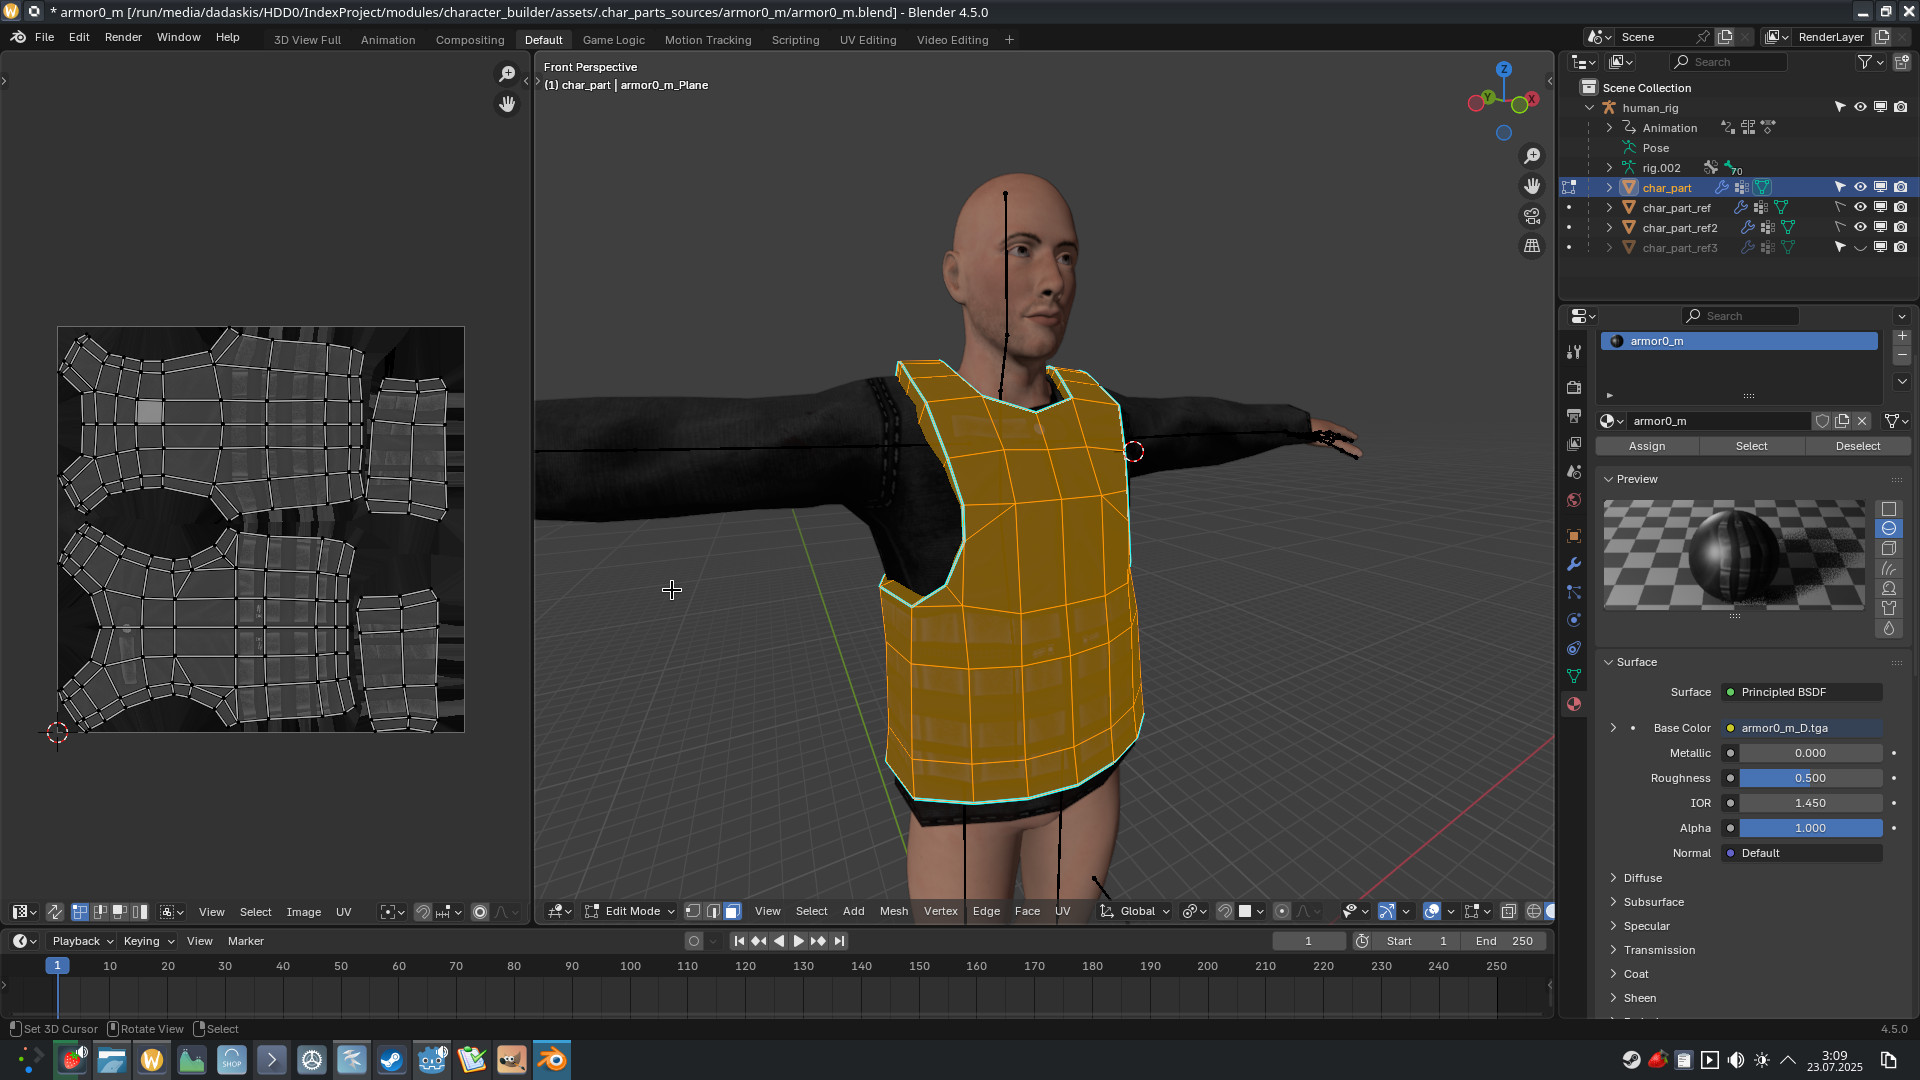 * armor0_m [/run/media/dadaskis/HDD0/IndexProject/modules/character_builder/assets/.char_parts_sources/armor0_m/armor0_m.blend] - Blender 4.5.0
File Edit Render Window Help
3D View Full Animation Compositing Default Game Logic Motion Tracking Scripting UV Editing Video Editing +
Scene
RenderLayer
Front Perspective
(1) char_part | armor0_m_Plane
Z
Y
X
Search
Scene Collection
human_rig
Animation
Pose
rig.002
70
char_part
char_part_ref
char_part_ref2
char_part_ref3
Search
armor0_m
armor0_m
Assign Select Deselect
Preview
Surface
Surface Principled BSDF
Base Color armor0_m_D.tga
Metallic 0.000
Roughness 0.500
IOR 1.450
Alpha 1.000
Normal Default
Diffuse
Subsurface
Specular
Transmission
Coat
Sheen
View Select Image UV
Edit Mode View Select Add Mesh Vertex Edge Face UV Global
Playback Keying View Marker
1 Start 1 End 250
1 10 20 30 40 50 60 70 80 90 100 110 120 130 140 150 160 170 180 190 200 210 220 230 240 250
Set 3D Cursor Rotate View Select
4.5.0
SHOP
3:09
23.07.2025